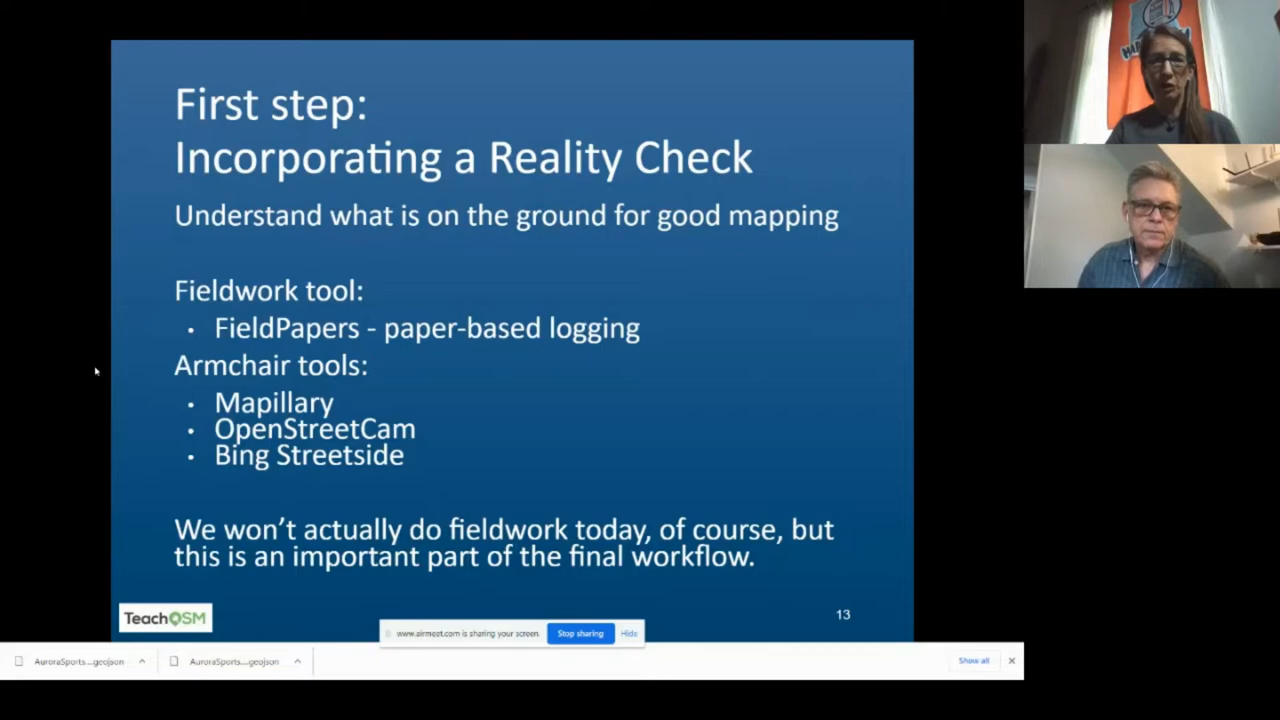 First step:
Incorporating a Reality Check
Understand what is on the ground for good mapping
Fieldwork tool:
• FieldPapers - paper-based logging
Armchair tools:
• Mapillary
• OpenStreetCam
• Bing Streetside
We won't actually do fieldwork today, of course, but
this is an important part of the final workflow.
TeachOSM
13
www.airmeet.com is sharing your screen.
Stop sharing
Hide
AuroraSports....geojson
AuroraSports....geojson
Show all